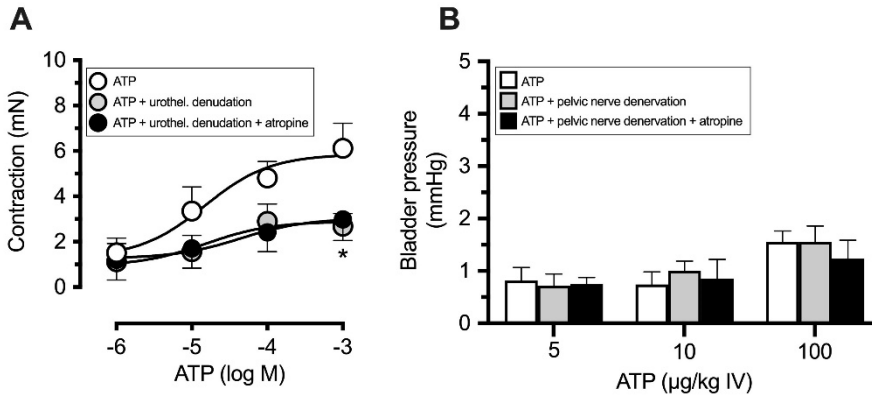 A
10
8
6
4
2
0
Contraction (mN)
ATP
ATP + urothel. denudation
ATP + urothel. denudation + atropine
*
-6
-5
-4
-3
ATP (log M)
B
5
4
3
2
1
0
Bladder pressure
(mmHg)
ATP
ATP + pelvic nerve denervation
ATP + pelvic nerve denervation + atropine
5
10
100
ATP (µg/kg IV)